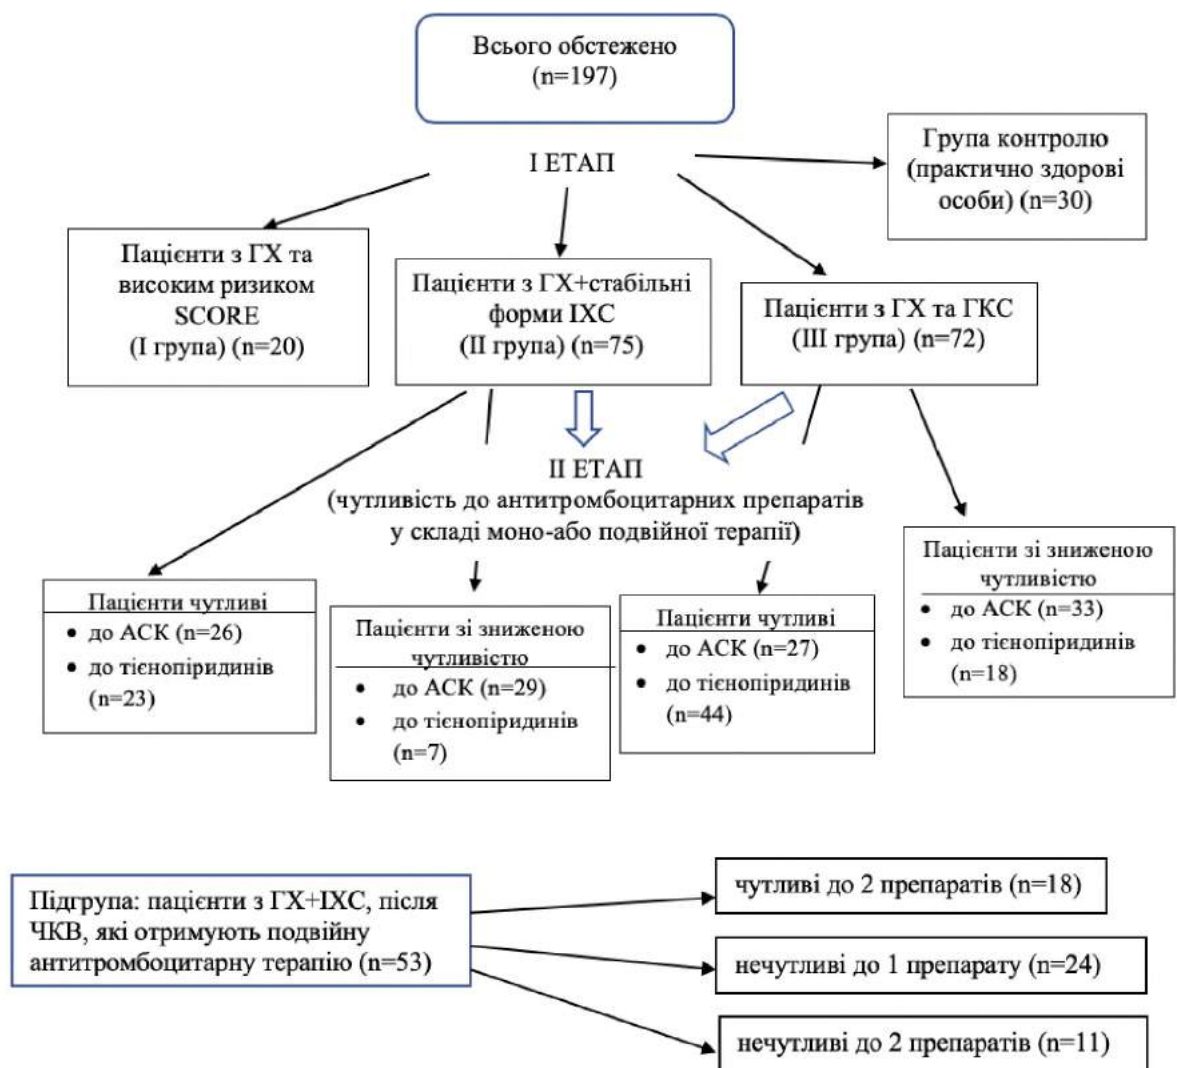 Всього обстежено
(n=197)
І ЕТАП
Група контролю
(практично здорові
особи) (n=30)
Пацієнти з ГХ та
високим ризиком
SCORE
(І група) (n=20)
Пацієнти з ГХ+стабільні
форми ІХС
(ІІ група) (n=75)
Пацієнти з ГХ та ГКС
(ІІІ група) (n=72)
ІІ ЕТАП
(чутливість до антитромбоцитарних препаратів
у складі моно-або подвійної терапії)
Пацієнти чутливі
• до АСК (n=26)
• до тієнопіридинів
(n=23)
Пацієнти зі зниженою
чутливістю
• до АСК (n=29)
• до тієнопіридинів
(n=7)
Пацієнти чутливі
• до АСК (n=27)
• до тієнопіридинів
(n=44)
Пацієнти зі зниженою
чутливістю
• до АСК (n=33)
• до тієнопіридинів
(n=18)
Підгрупа: пацієнти з ГХ+ІХС, після
ЧКВ, які отримують подвійну
антитромбоцитарну терапію (n=53)
чутливі до 2 препаратів (n=18)
нечутливі до 1 препарату (n=24)
нечутливі до 2 препаратів (n=11)